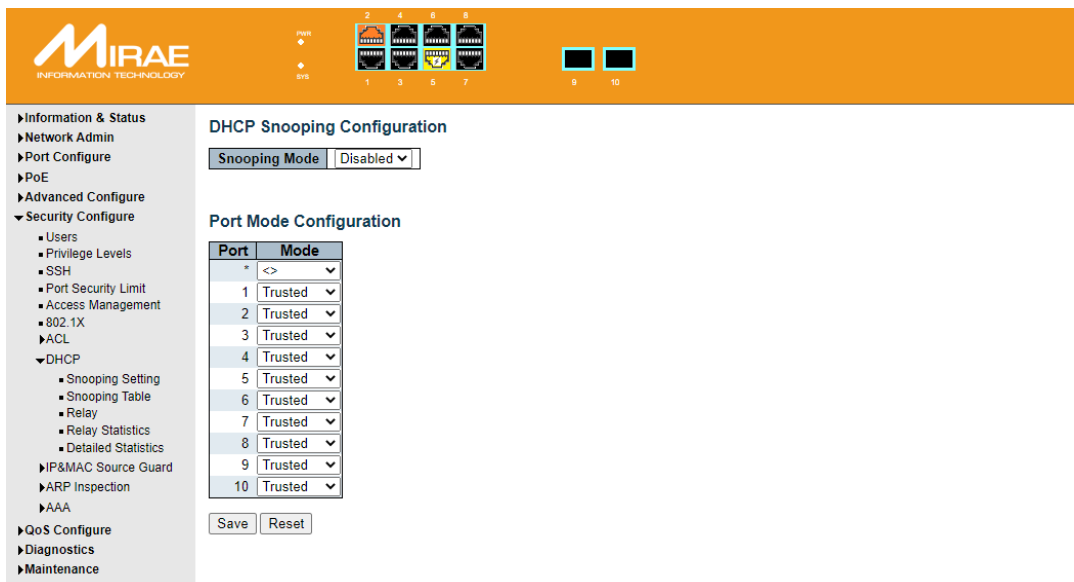 MIRAE
INFORMATION TECHNOLOGY
PWR
SYS
2 4 6 8
1 3 5 7
9 10
Information & Status
Network Admin
Port Configure
PoE
Advanced Configure
Security Configure
Users
Privilege Levels
SSH
Port Security Limit
Access Management
802.1X
ACL
DHCP
Snooping Setting
Snooping Table
Relay
Relay Statistics
Detailed Statistics
IP&MAC Source Guard
ARP Inspection
AAA
QoS Configure
Diagnostics
Maintenance
DHCP Snooping Configuration
Snooping Mode Disabled
Port Mode Configuration
Port Mode
* <>
1 Trusted
2 Trusted
3 Trusted
4 Trusted
5 Trusted
6 Trusted
7 Trusted
8 Trusted
9 Trusted
10 Trusted
Save Reset